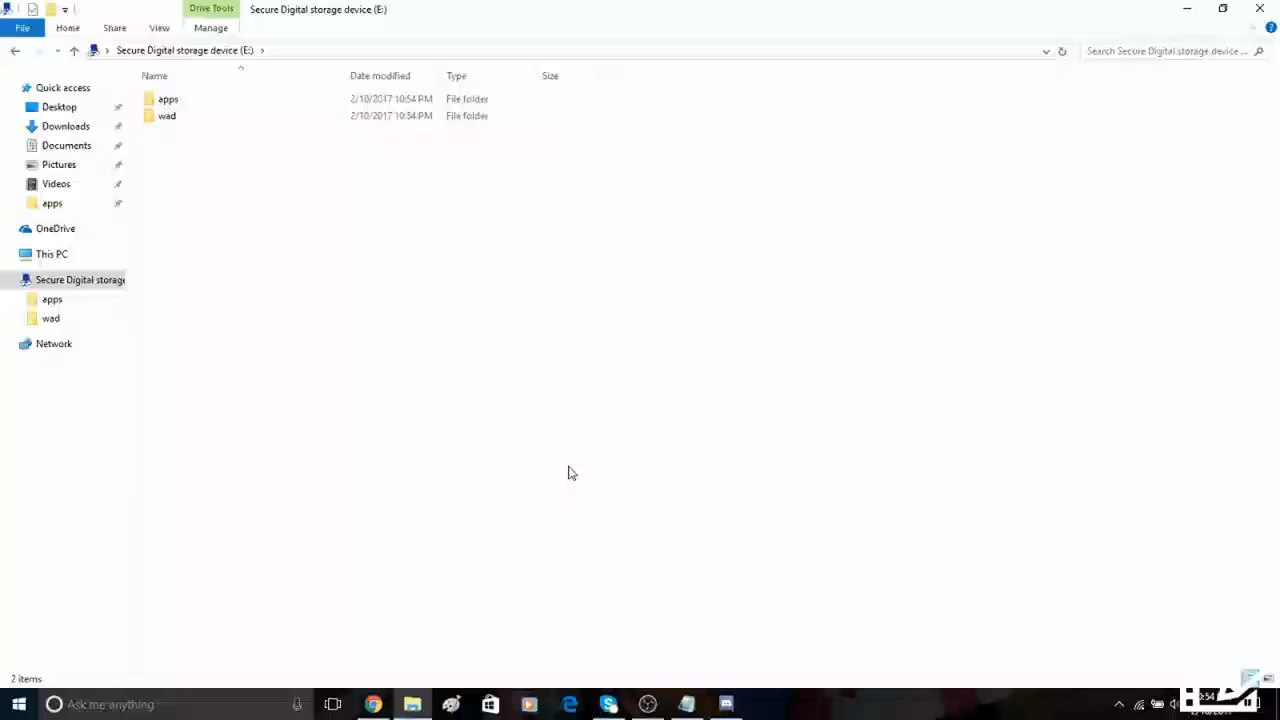 Drive Tools
Secure Digital storage device (E:)
File
Home
Share
View
Manage
Secure Digital storage device (E:)
Search Secure Digital storage device ...
Name
Date modified
Type
Size
Quick access
Desktop
Downloads
Documents
Pictures
Videos
apps
OneDrive
This PC
Secure Digital storage
apps
wad
Network
apps
2/10/2017 10:54 PM
File folder
wad
2/10/2017 10:54 PM
File folder
2 items
Ask me anything